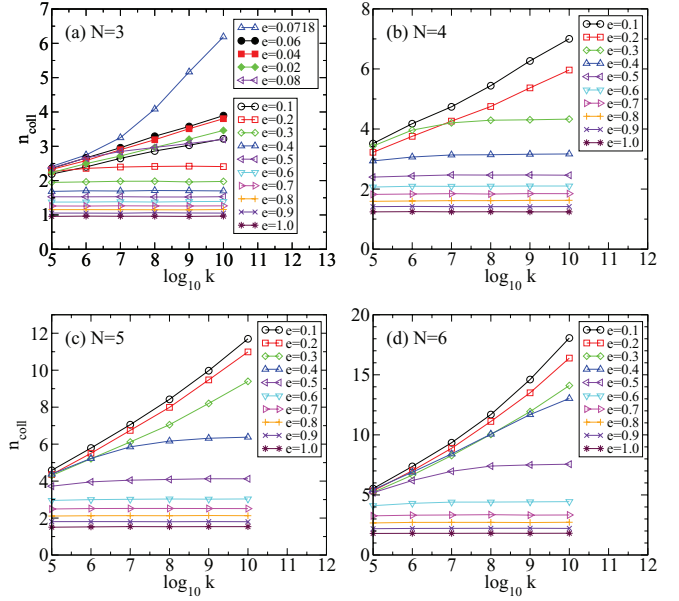 (a) N=3
n_coll
7
6
5
4
3
2
1
0
e=0.0718
e=0.06
e=0.04
e=0.02
e=0.08
e=0.1
e=0.2
e=0.3
e=0.4
e=0.5
e=0.6
e=0.7
e=0.8
e=0.9
e=1.0
5 6 7 8 9 10 11 12 13
log₁₀ k
(b) N=4
8
6
4
2
0
e=0.1
e=0.2
e=0.3
e=0.4
e=0.5
e=0.6
e=0.7
e=0.8
e=0.9
e=1.0
5 6 7 8 9 10 11 12
log₁₀ k
(c) N=5
n_coll
12
10
8
6
4
2
0
e=0.1
e=0.2
e=0.3
e=0.4
e=0.5
e=0.6
e=0.7
e=0.8
e=0.9
e=1.0
5 6 7 8 9 10 11 12
log₁₀ k
(d) N=6
20
15
10
5
0
e=0.1
e=0.2
e=0.3
e=0.4
e=0.5
e=0.6
e=0.7
e=0.8
e=0.9
e=1.0
5 6 7 8 9 10 11 12
log₁₀ k